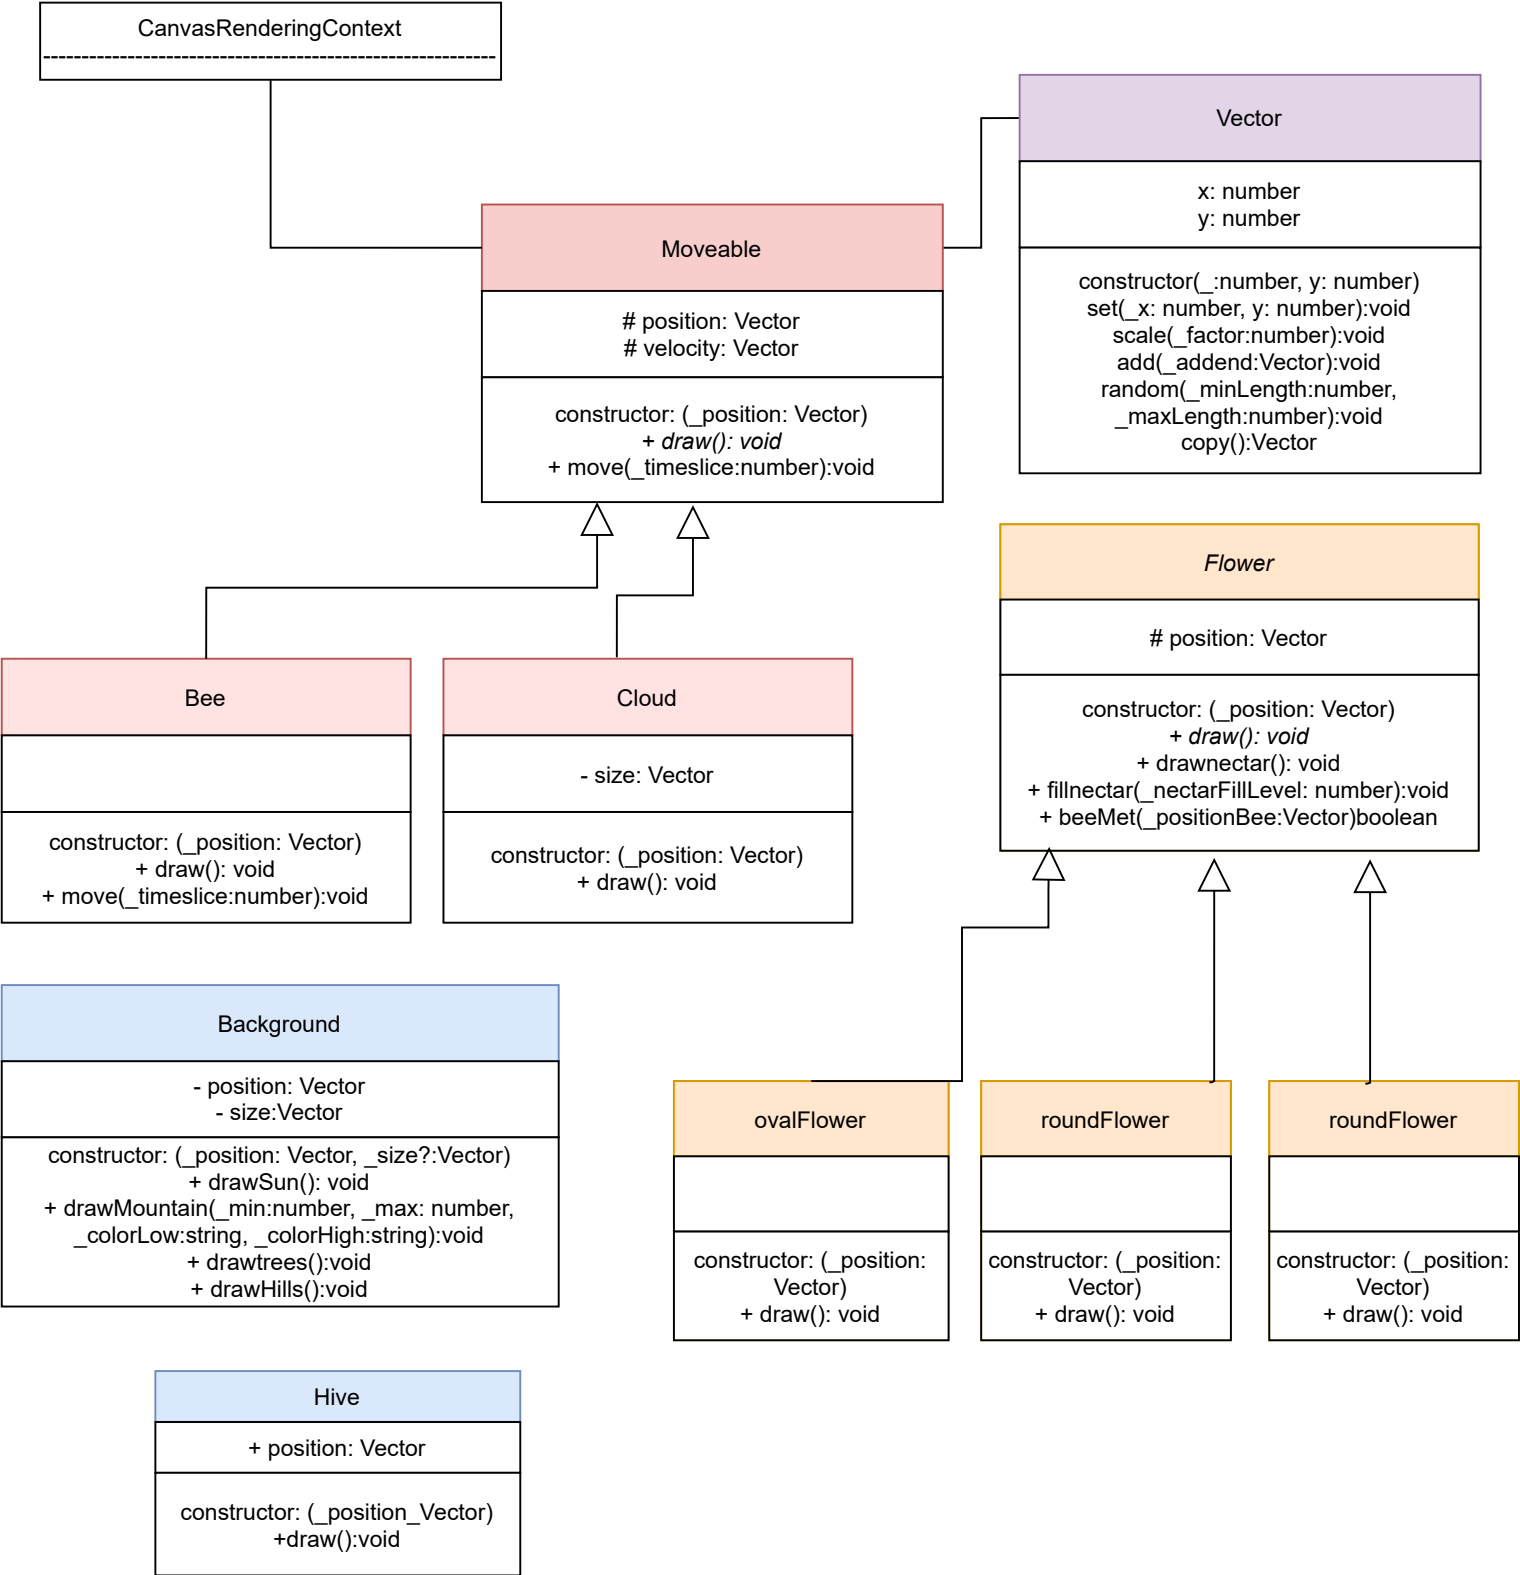 CanvasRenderingContext
-----------------------------------------------------------
Vector
x: number
y: number
constructor(_:number, y: number)
set(_x: number, y: number):void
scale(_factor:number):void
add(_addend:Vector):void
random(_minLength:number,
_maxLength:number):void
copy():Vector
Moveable
# position: Vector
# velocity: Vector
constructor: (_position: Vector)
+ draw(): void
+ move(_timeslice:number):void
Flower
# position: Vector
constructor: (_position: Vector)
+ draw(): void
+ drawnectar(): void
+ fillnectar(_nectarFillLevel: number):void
+ beeMet(_positionBee:Vector)boolean
Bee
constructor: (_position: Vector)
+ draw(): void
+ move(_timeslice:number):void
Cloud
- size: Vector
constructor: (_position: Vector)
+ draw(): void
Background
- position: Vector
- size:Vector
constructor: (_position: Vector, _size?:Vector)
+ drawSun(): void
+ drawMountain(_min:number, _max: number,
_colorLow:string, _colorHigh:string):void
+ drawtrees():void
+ drawHills():void
ovalFlower
constructor: (_position:
Vector)
+ draw(): void
roundFlower
constructor: (_position:
Vector)
+ draw(): void
roundFlower
constructor: (_position:
Vector)
+ draw(): void
Hive
+ position: Vector
constructor: (_position_Vector)
+draw():void